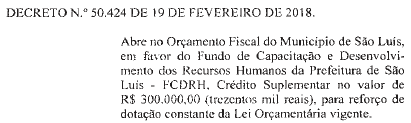 DECRETO N.º 50.424 DE 19 DE FEVEREIRO DE 2018.
Abre no Orçamento Fiscal do Município de São Luís,
em favor do Fundo de Capacitação e Desenvolvi-
mento dos Recursos Humanos da Prefeitura de São
Luís - FCDRH, Crédito Suplementar no valor de
R$ 300.000,00 (trezentos mil reais), para reforço de
dotação constante da Lei Orçamentária vigente.